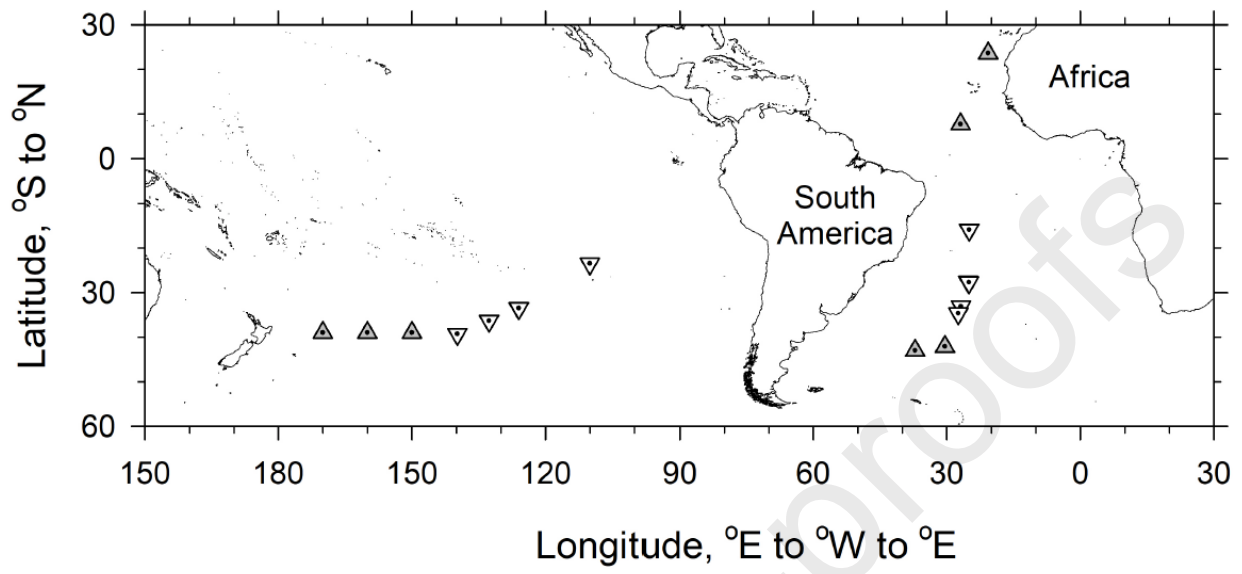 30
0
30
60
Latitude, °S to °N
Africa
South
America
150 180 150 120 90 60 30 0 30
Longitude, °E to °W to °E
proofs